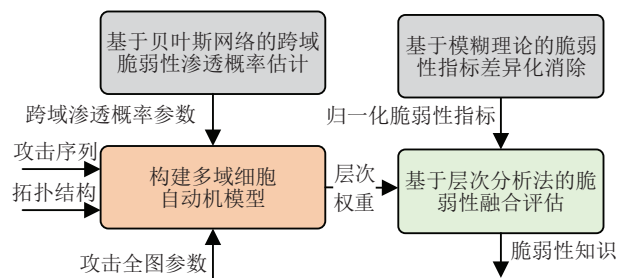 基于贝叶斯网络的跨域
脆弱性渗透概率估计
基于模糊理论的脆弱
性指标差异化消除
跨域渗透概率参数
归一化脆弱性指标
攻击序列
拓扑结构
构建多域细胞
自动机模型
层次
权重
基于层次分析法的脆
弱性融合评估
攻击全图参数
脆弱性知识